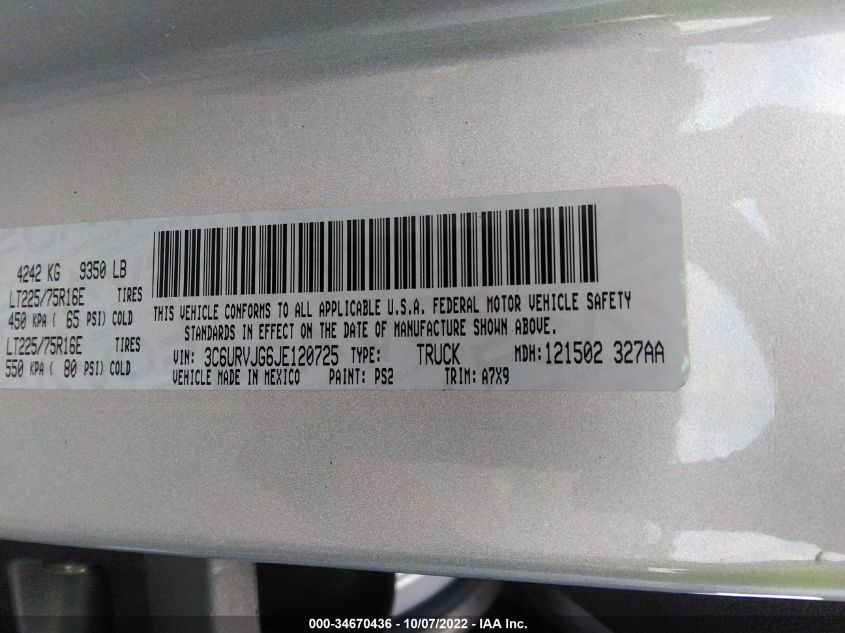 4242 KG 9350 LB
LT225/75R16E TIRES
450 KPA ( 65 PSI) COLD
LT225/75R16E TIRES
550 KPA ( 80 PSI) COLD
THIS VEHICLE CONFORMS TO ALL APPLICABLE U.S.A. FEDERAL MOTOR VEHICLE SAFETY
STANDARDS IN EFFECT ON THE DATE OF MANUFACTURE SHOWN ABOVE.
VIN: 3C6URVJG6JE120725 TYPE: TRUCK MDH: 121502 327AA
VEHICLE MADE IN MEXICO PAINT: PS2 TRIM: A7X9
000-34670436 - 10/07/2022 - IAA Inc.